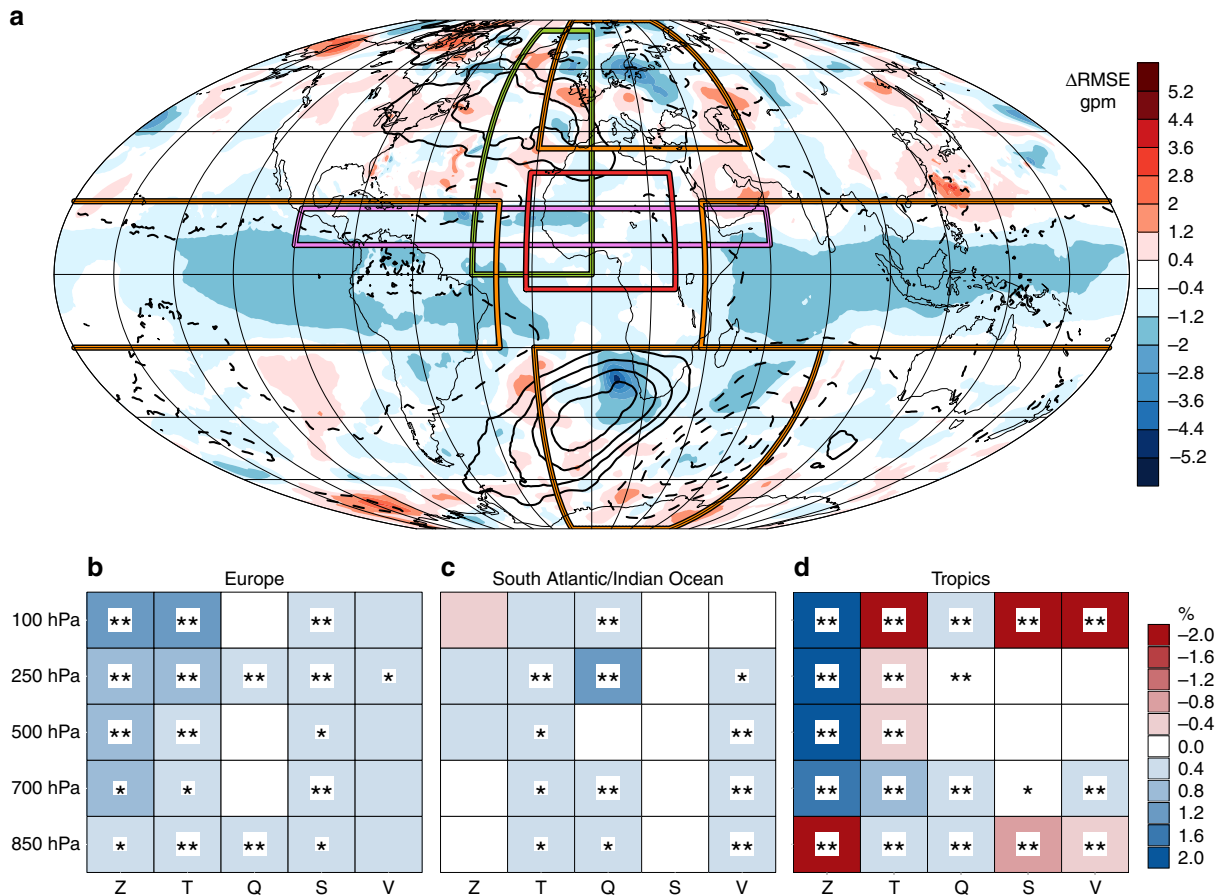 a
ΔRMSE
gpm
5.2
4.4
3.6
2.8
2
1.2
0.4
−0.4
−1.2
−2
−2.8
−3.6
−4.4
−5.2
b Europe
c South Atlantic/Indian Ocean
d Tropics
100 hPa ** ** ** ** ** ** ** ** **
250 hPa ** ** ** ** * ** ** * ** ** **
500 hPa ** ** * * ** ** **
700 hPa * * ** * ** ** ** ** ** * **
850 hPa * ** ** * * * ** ** ** ** ** **
Z T Q S V Z T Q S V Z T Q S V
%
−2.0
−1.6
−1.2
−0.8
−0.4
0.0
0.4
0.8
1.2
1.6
2.0